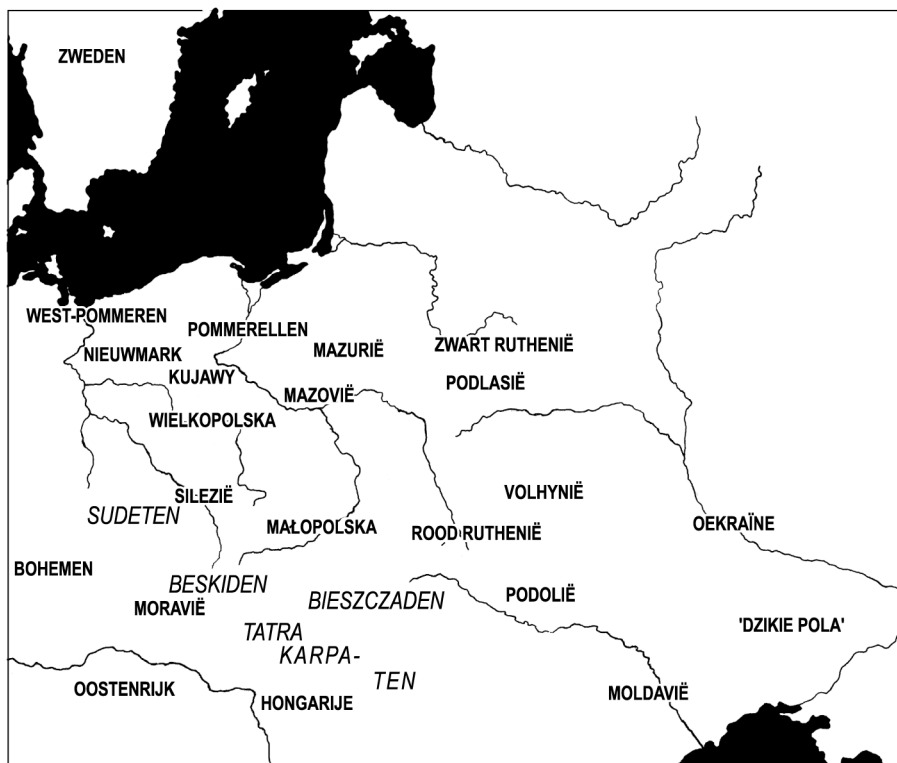 ZWEDEN
WEST-POMMEREN
POMMERELLEN
NIEUWMARK
MAZURIË
ZWART RUTHENIË
KUJAWY
PODLASIË
MAZOVIË
WIELKOPOLSKA
SILEZIË
VOLHYNIË
SUDETEN
MAŁOPOLSKA
ROOD RUTHENIË
OEKRAÏNE
BOHEMEN
BESKIDEN
MORAVIË
BIESZCZADEN
PODOLIË
'DZIKIE POLA'
TATRA
KARPA-
TEN
OOSTENRIJK
HONGARIJE
MOLDAVIË